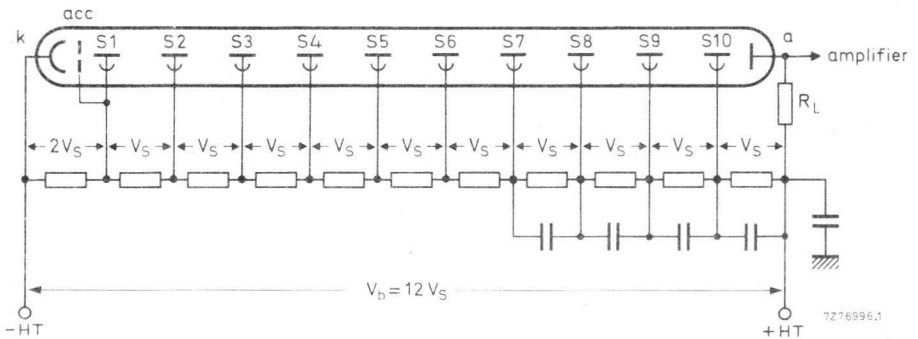 acc
k S1 S2 S3 S4 S5 S6 S7 S8 S9 S10 a
amplifier
R_L
2V_S V_S V_S V_S V_S V_S V_S V_S V_S V_S V_S
V_b = 12 V_S
-HT +HT
7Z76996.1